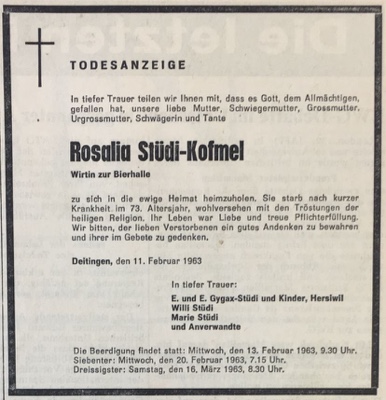 TODESANZEIGE
In tiefer Trauer teilen wir Ihnen mit, dass es Gott, dem Allmächtigen,
gefallen hat, unsere liebe Mutter, Schwiegermutter, Grossmutter.
Urgrossmutter, Schwägerin und Tante
Rosalia Stüdi-Kofmel
Wirtin zur Bierhalle
zu sich in die ewige Heimat heimzuholen. Sie starb nach kurzer
Krankheit im 73. Altersjahr, wohlversehen mit den Tröstungen der
heiligen Religion. Ihr Leben war Liebe und treue Pflichterfüllung.
Wir bitten, der lieben Verstorbenen ein gutes Andenken zu bewahren
und ihrer im Gebete zu gedenken.
Deitingen, den 11. Februar 1963
In tiefer Trauer:
E. und E. Gygax-Stüdi und Kinder, Hersiwil
Willi Stüdi
Marie Stüdi
und Anverwandte
Die Beerdigung findet statt: Mittwoch, den 13. Februar 1963, 9.30 Uhr.
Siebenter: Mittwoch, den 20. Februar 1963, 7.15 Uhr.
Dreissigster: Samstag, den 16. März 1963, 8.30 Uhr.